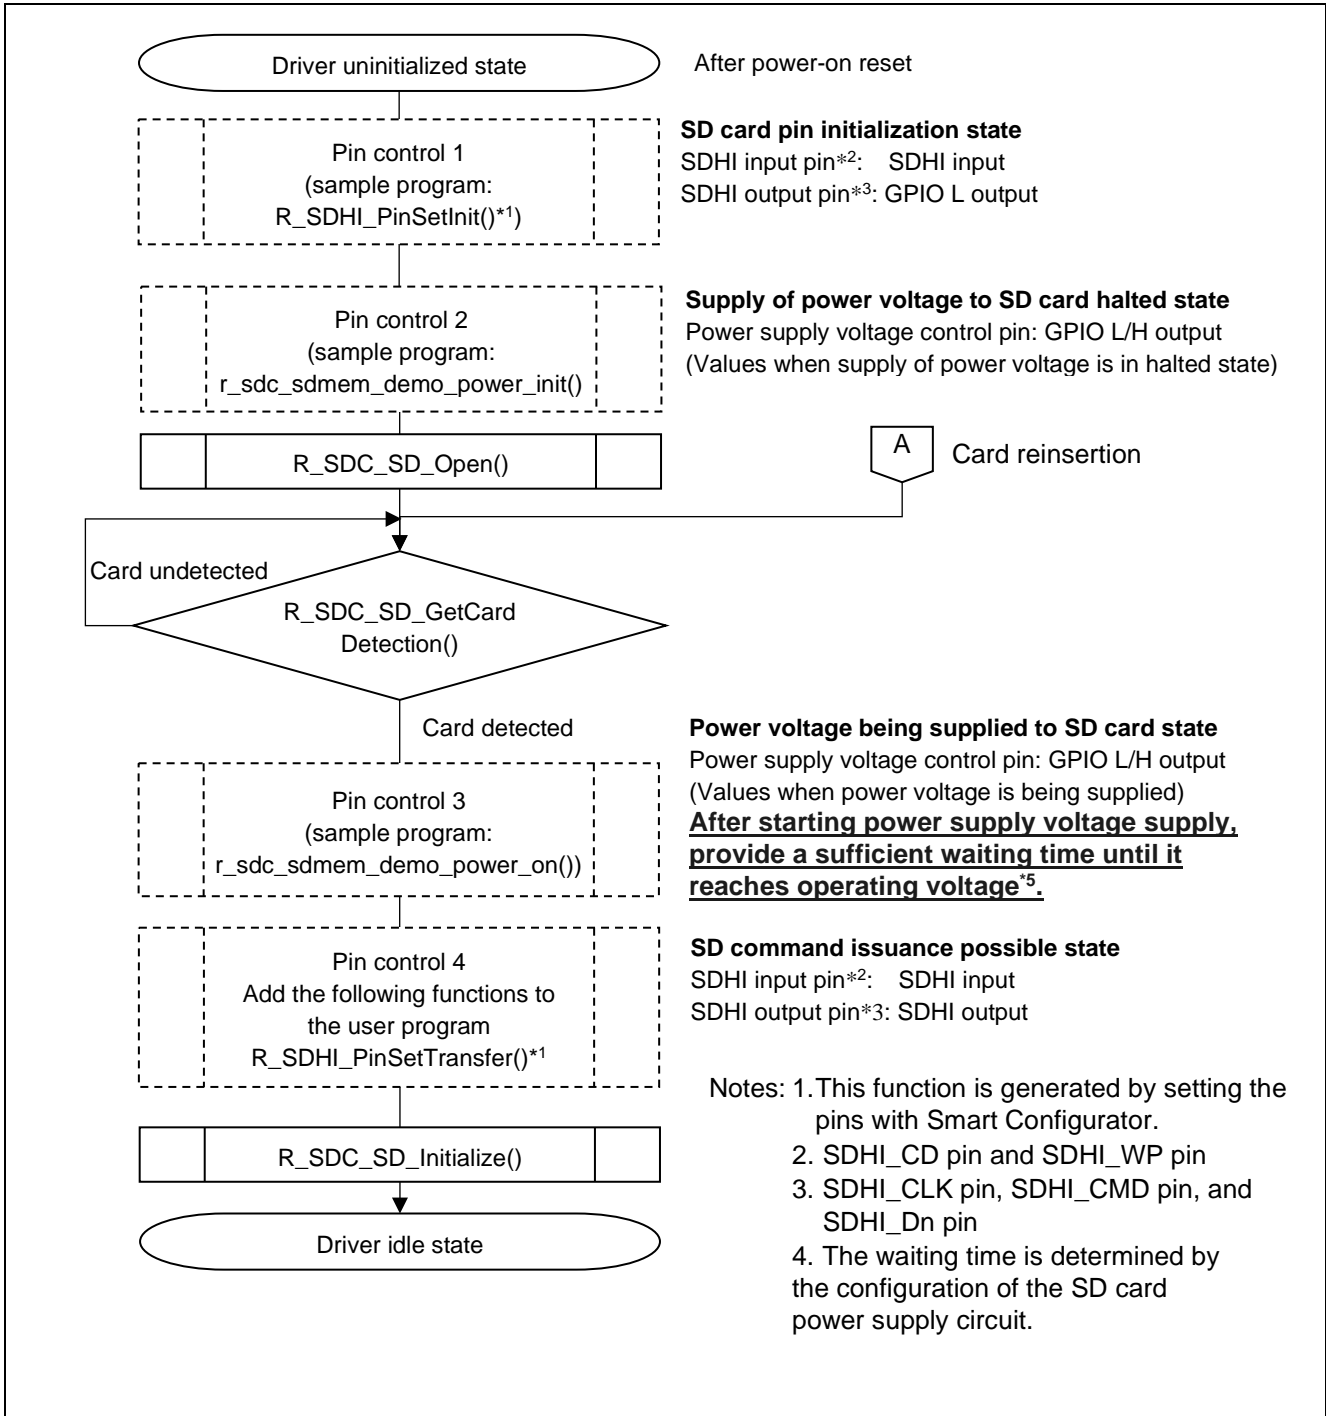 Driver uninitialized state
After power-on reset
Pin control 1
(sample program:
R_SDHI_PinSetInit()*1)
SD card pin initialization state
SDHI input pin*2: SDHI input
SDHI output pin*3: GPIO L output
Pin control 2
(sample program:
r_sdc_sdmem_demo_power_init()
Supply of power voltage to SD card halted state
Power supply voltage control pin: GPIO L/H output
(Values when supply of power voltage is in halted state)
R_SDC_SD_Open()
A
Card reinsertion
Card undetected
R_SDC_SD_GetCard
Detection()
Card detected
Pin control 3
(sample program:
r_sdc_sdmem_demo_power_on())
Power voltage being supplied to SD card state
Power supply voltage control pin: GPIO L/H output
(Values when power voltage is being supplied)
After starting power supply voltage supply,
provide a sufficient waiting time until it
reaches operating voltage*5.
Pin control 4
Add the following functions to
the user program
R_SDHI_PinSetTransfer()*1
SD command issuance possible state
SDHI input pin*2: SDHI input
SDHI output pin*3: SDHI output
R_SDC_SD_Initialize()
Driver idle state
Notes: 1.This function is generated by setting the
pins with Smart Configurator.
2. SDHI_CD pin and SDHI_WP pin
3. SDHI_CLK pin, SDHI_CMD pin, and
SDHI_Dn pin
4. The waiting time is determined by
the configuration of the SD card
power supply circuit.